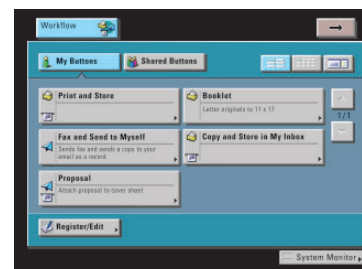 Workflow
My Buttons
Shared Buttons
Print and Store
Booklet
Letter originals to 11 x 17
1/1
Fax and Send to Myself
Sends fax and sends a copy to your
email as a record
Copy and Store in My Inbox
Proposal
Attach proposal to cover sheet
Register/Edit
System Monitor